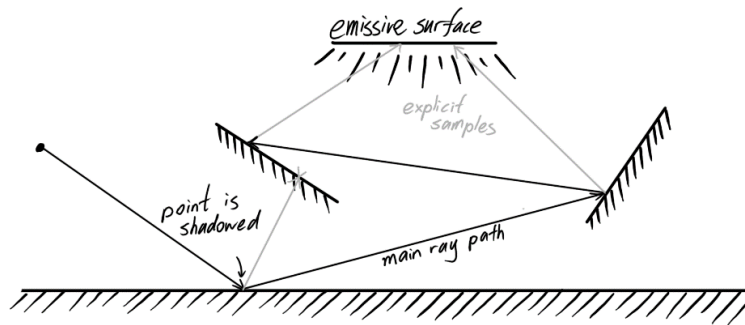 emissive surface
explicit
samples
point is
shadowed
main ray path